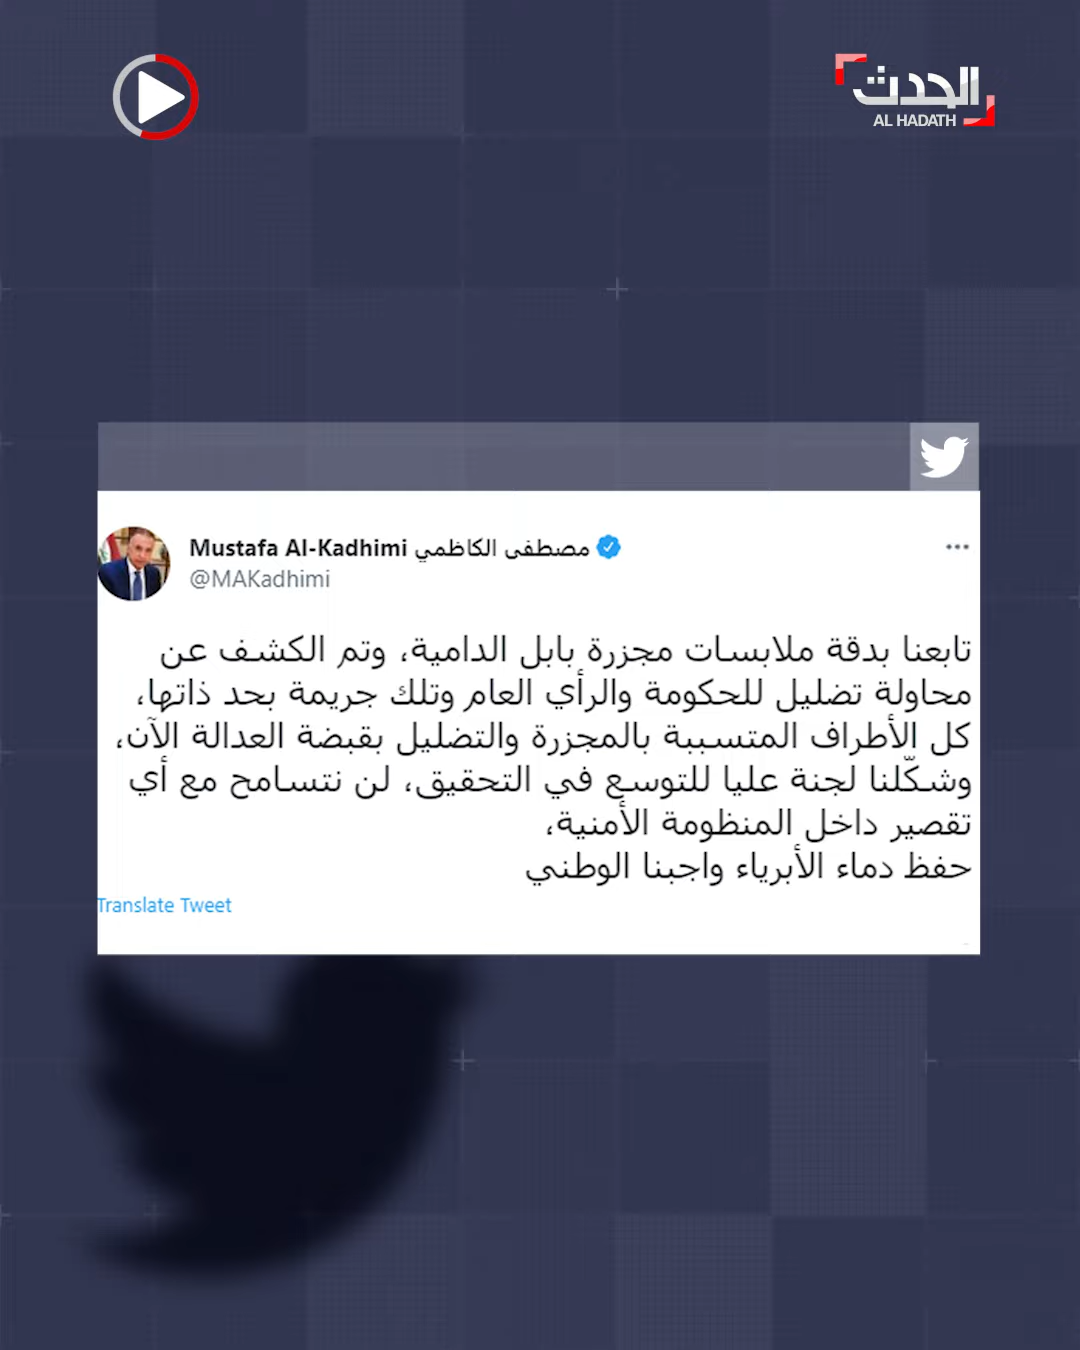 الحدث
AL HADATH
Mustafa Al-Kadhimi مصطفى الكاظمي
@MAKadhimi
تابعنا بدقة ملابسات مجزرة بابل الدامية، وتم الكشف عن
محاولة تضليل للحكومة والرأي العام وتلك جريمة بحد ذاتها،
كل الأطراف المتسببة بالمجزرة والتضليل بقبضة العدالة الآن،
وشكّلنا لجنة عليا للتوسع في التحقيق، لن نتسامح مع أي
تقصير داخل المنظومة الأمنية،
حفظ دماء الأبرياء واجبنا الوطني
Translate Tweet